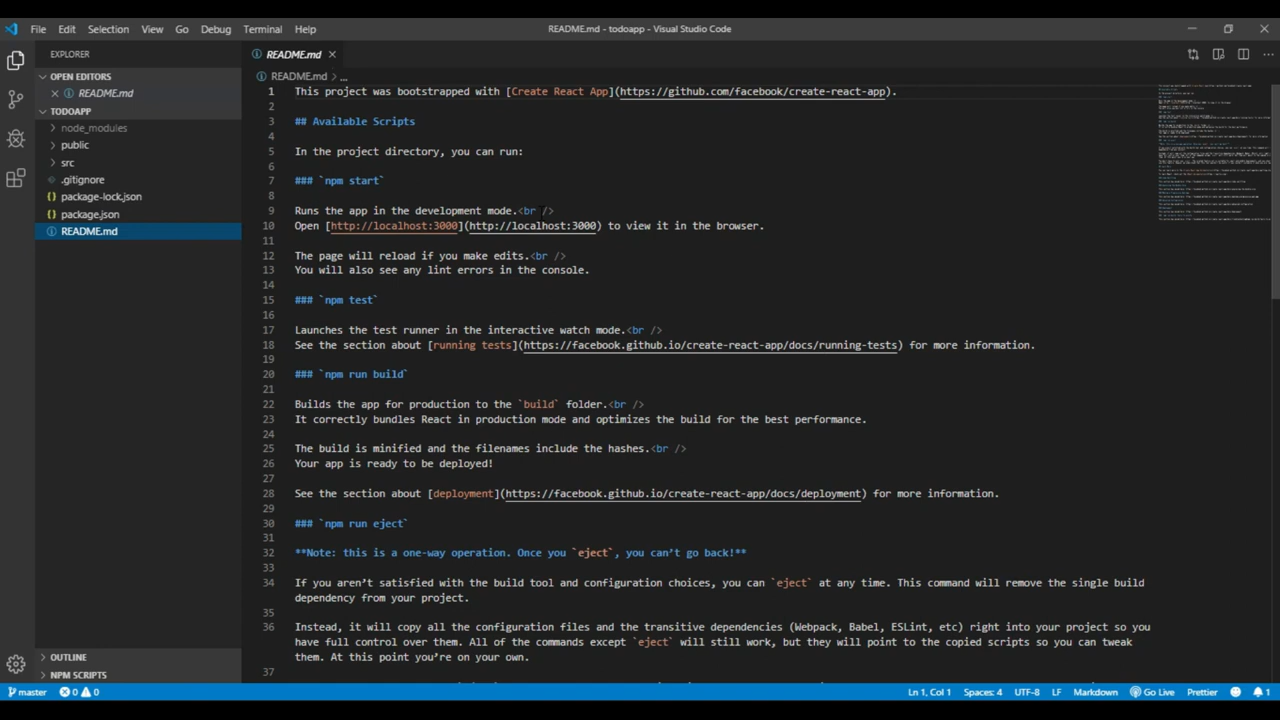 File Edit Selection View Go Debug Terminal Help README.md - todoapp - Visual Studio Code
EXPLORER
OPEN EDITORS
README.md
TODOAPP
node_modules
public
src
.gitignore
package-lock.json
package.json
README.md
OUTLINE
NPM SCRIPTS
README.md
README.md > ...
1 This project was bootstrapped with [Create React App](https://github.com/facebook/create-react-app).
2
3 ## Available Scripts
4
5 In the project directory, you can run:
6
7 ### `npm start`
8
9 Runs the app in the development mode.<br />
10 Open [http://localhost:3000](http://localhost:3000) to view it in the browser.
11
12 The page will reload if you make edits.<br />
13 You will also see any lint errors in the console.
14
15 ### `npm test`
16
17 Launches the test runner in the interactive watch mode.<br />
18 See the section about [running tests](https://facebook.github.io/create-react-app/docs/running-tests) for more information.
19
20 ### `npm run build`
21
22 Builds the app for production to the `build` folder.<br />
23 It correctly bundles React in production mode and optimizes the build for the best performance.
24
25 The build is minified and the filenames include the hashes.<br />
26 Your app is ready to be deployed!
27
28 See the section about [deployment](https://facebook.github.io/create-react-app/docs/deployment) for more information.
29
30 ### `npm run eject`
31
32 **Note: this is a one-way operation. Once you `eject`, you can't go back!**
33
34 If you aren't satisfied with the build tool and configuration choices, you can `eject` at any time. This command will remove the single build
dependency from your project.
35
36 Instead, it will copy all the configuration files and the transitive dependencies (Webpack, Babel, ESLint, etc) right into your project so you
have full control over them. All of the commands except `eject` will still work, but they will point to the copied scripts so you can tweak
them. At this point you're on your own.
37
master 0 0 Ln 1, Col 1 Spaces: 4 UTF-8 LF Markdown Go Live Prettier 1